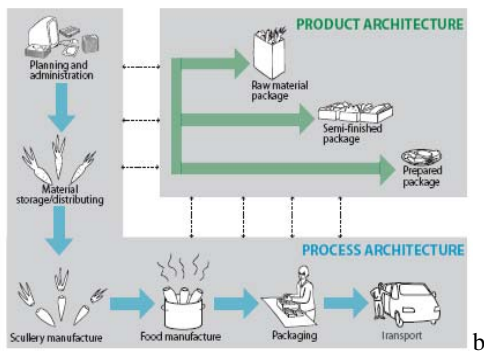 PRODUCT ARCHITECTURE
Planning and
administration
Raw material
package
Semi-finished
package
Prepared
package
Material
storage/distributing
PROCESS ARCHITECTURE
Scullery manufacture
Food manufacture
Packaging
Transport
b